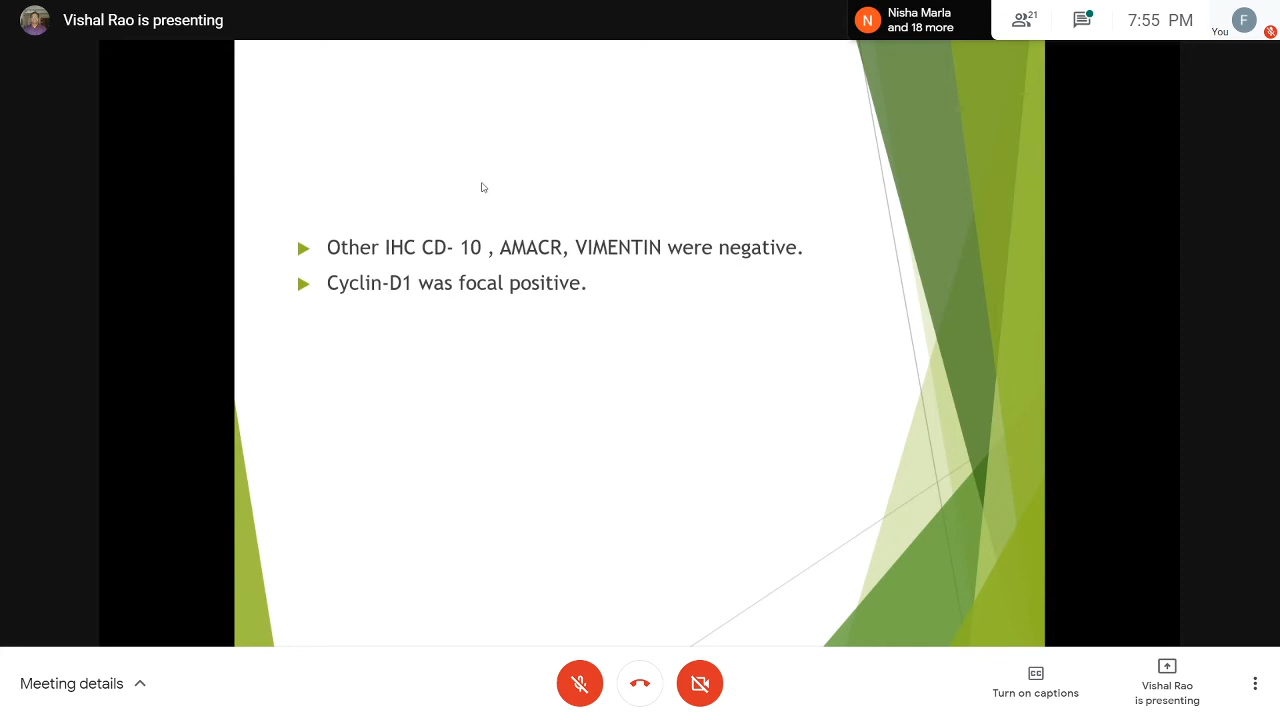 Vishal Rao is presenting
N
Nisha Marla
and 18 more
21
7:55 PM
You
F
Other IHC CD- 10 , AMACR, VIMENTIN were negative.
Cyclin-D1 was focal positive.
Meeting details
CC
Turn on captions
Vishal Rao
is presenting